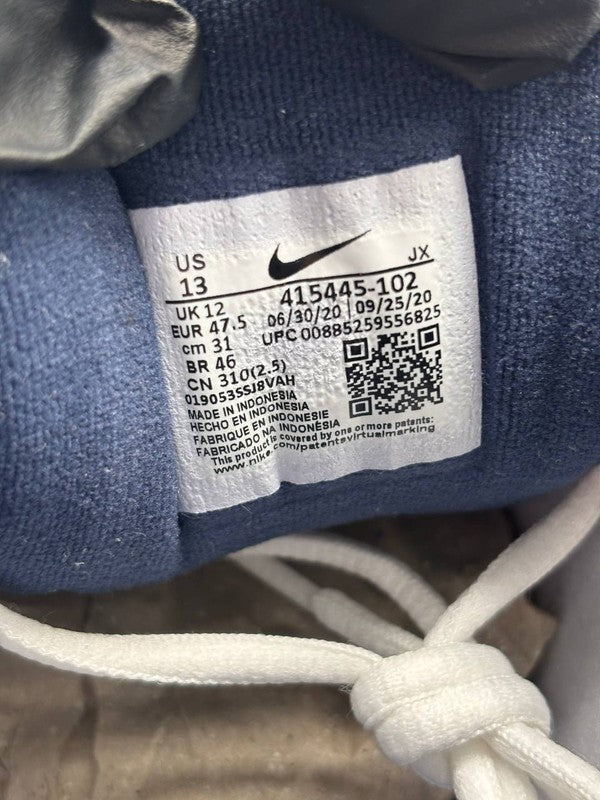 US JX
13 415445-102
UK 12 06/30/20 | 09/25/20
EUR 47.5 UPC 00885259556825
cm 31
BR 46
CN 310(2.5)
019053SSJ8VAH
MADE IN INDONESIA
HECHO EN INDONESIA
FABRIQUE EN INDONESIE
FABRICADO NA INDONÉSIA
This product is covered by one or more patents:
www.nike.com/patentsvirtualmarking